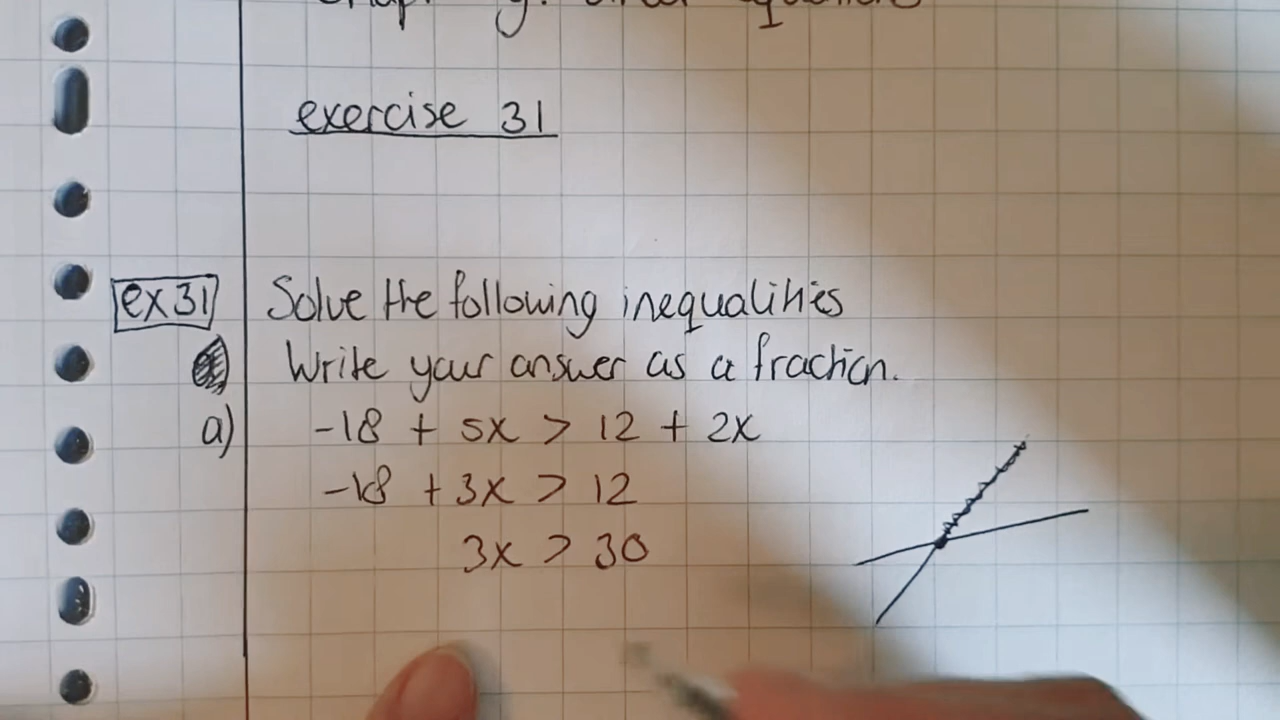 exercise 31
ex 31 Solve the following inequalities
Write your answer as a fraction.
a) -18 + 5x > 12 + 2x
-18 + 3x > 12
3x > 30